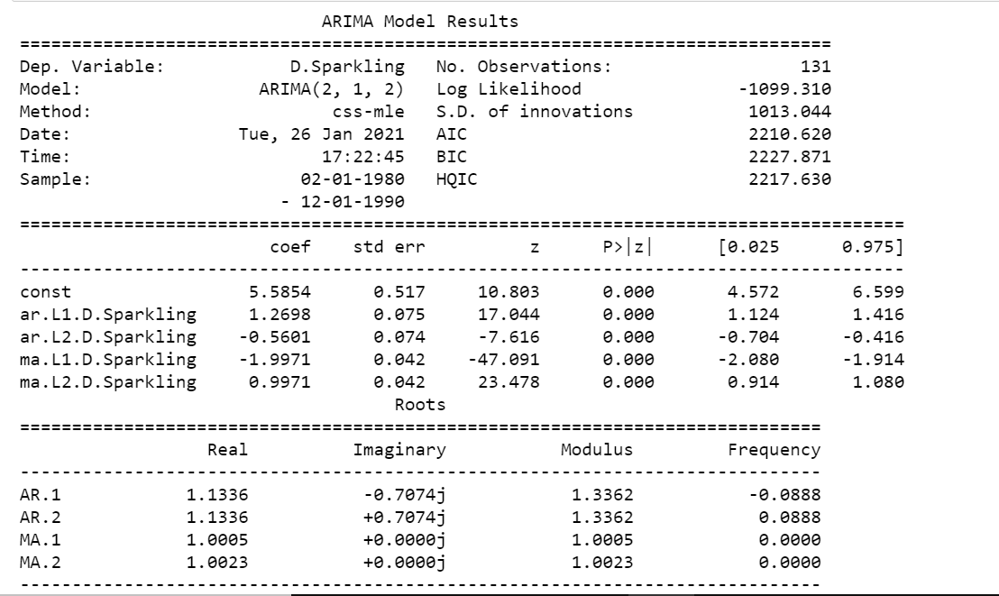 ARIMA Model Results
==============================================================================
Dep. Variable: D.Sparkling No. Observations: 131
Model: ARIMA(2, 1, 2) Log Likelihood -1099.310
Method: css-mle S.D. of innovations 1013.044
Date: Tue, 26 Jan 2021 AIC 2210.620
Time: 17:22:45 BIC 2227.871
Sample: 02-01-1980 HQIC 2217.630
- 12-01-1990
=====================================================================================
coef std err z P>|z| [0.025 0.975]
-------------------------------------------------------------------------------------
const 5.5854 0.517 10.803 0.000 4.572 6.599
ar.L1.D.Sparkling 1.2698 0.075 17.044 0.000 1.124 1.416
ar.L2.D.Sparkling -0.5601 0.074 -7.616 0.000 -0.704 -0.416
ma.L1.D.Sparkling -1.9971 0.042 -47.091 0.000 -2.080 -1.914
ma.L2.D.Sparkling 0.9971 0.042 23.478 0.000 0.914 1.080
Roots
=============================================================================
Real Imaginary Modulus Frequency
-----------------------------------------------------------------------------
AR.1 1.1336 -0.7074j 1.3362 -0.0888
AR.2 1.1336 +0.7074j 1.3362 0.0888
MA.1 1.0005 +0.0000j 1.0005 0.0000
MA.2 1.0023 +0.0000j 1.0023 0.0000
-----------------------------------------------------------------------------